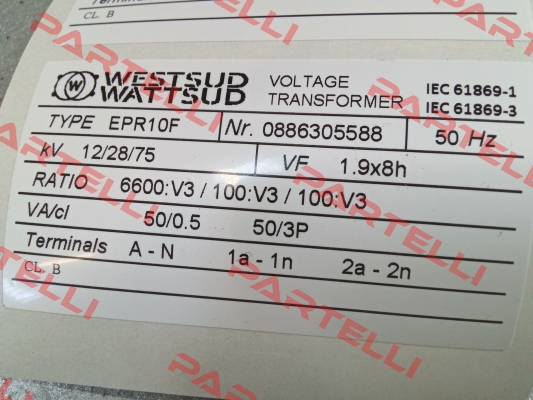 Terminals
CL. B
WESTSUD
WATTSUB
VOLTAGE
TRANSFORMER
IEC 61869-1
IEC 61869-3
TYPE EPR10F Nr. 0886305588 50 Hz
kV 12/28/75 VF 1.9x8h
RATIO 6600:V3 / 100:V3 / 100:V3
VA/cl 50/0.5 50/3P
Terminals A - N 1a - 1n 2a - 2n
CL. B
PARTELLI
PARTELLI
PARTELLI
PARTELLI
PARTELLI